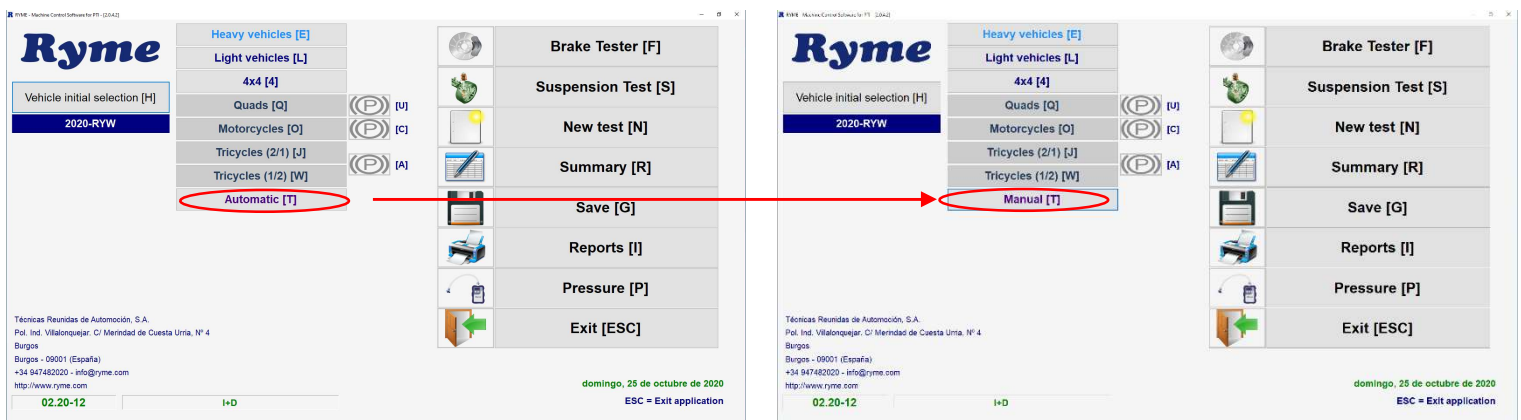 RYME - Machine Control Software for PTI - [2.0.4.2]
Ryme
Vehicle initial selection [H]
2020-RYW
Heavy vehicles [E]
Light vehicles [L]
4x4 [4]
Quads [Q]
Motorcycles [O]
Tricycles (2/1) [J]
Tricycles (1/2) [W]
Automatic [T]
(P) [U]
(P) [C]
(P) [A]
Brake Tester [F]
Suspension Test [S]
New test [N]
Summary [R]
Save [G]
Reports [I]
Pressure [P]
Exit [ESC]
Técnicas Reunidas de Automoción, S.A.
Pol. Ind. Villalonquejar. C/ Merindad de Cuesta Urria, Nº 4
Burgos
Burgos - 09001 (España)
+34 947482020 - info@ryme.com
http://www.ryme.com
02.20-12
I+D
domingo, 25 de octubre de 2020
ESC = Exit application
RYME - Machine Control Software for PTI - [2.0.4.2]
Ryme
Vehicle initial selection [H]
2020-RYW
Heavy vehicles [E]
Light vehicles [L]
4x4 [4]
Quads [Q]
Motorcycles [O]
Tricycles (2/1) [J]
Tricycles (1/2) [W]
Manual [T]
(P) [U]
(P) [C]
(P) [A]
Brake Tester [F]
Suspension Test [S]
New test [N]
Summary [R]
Save [G]
Reports [I]
Pressure [P]
Exit [ESC]
Técnicas Reunidas de Automoción, S.A.
Pol. Ind. Villalonquejar. C/ Merindad de Cuesta Urria, Nº 4
Burgos
Burgos - 09001 (España)
+34 947482020 - info@ryme.com
http://www.ryme.com
02.20-12
I+D
domingo, 25 de octubre de 2020
ESC = Exit application